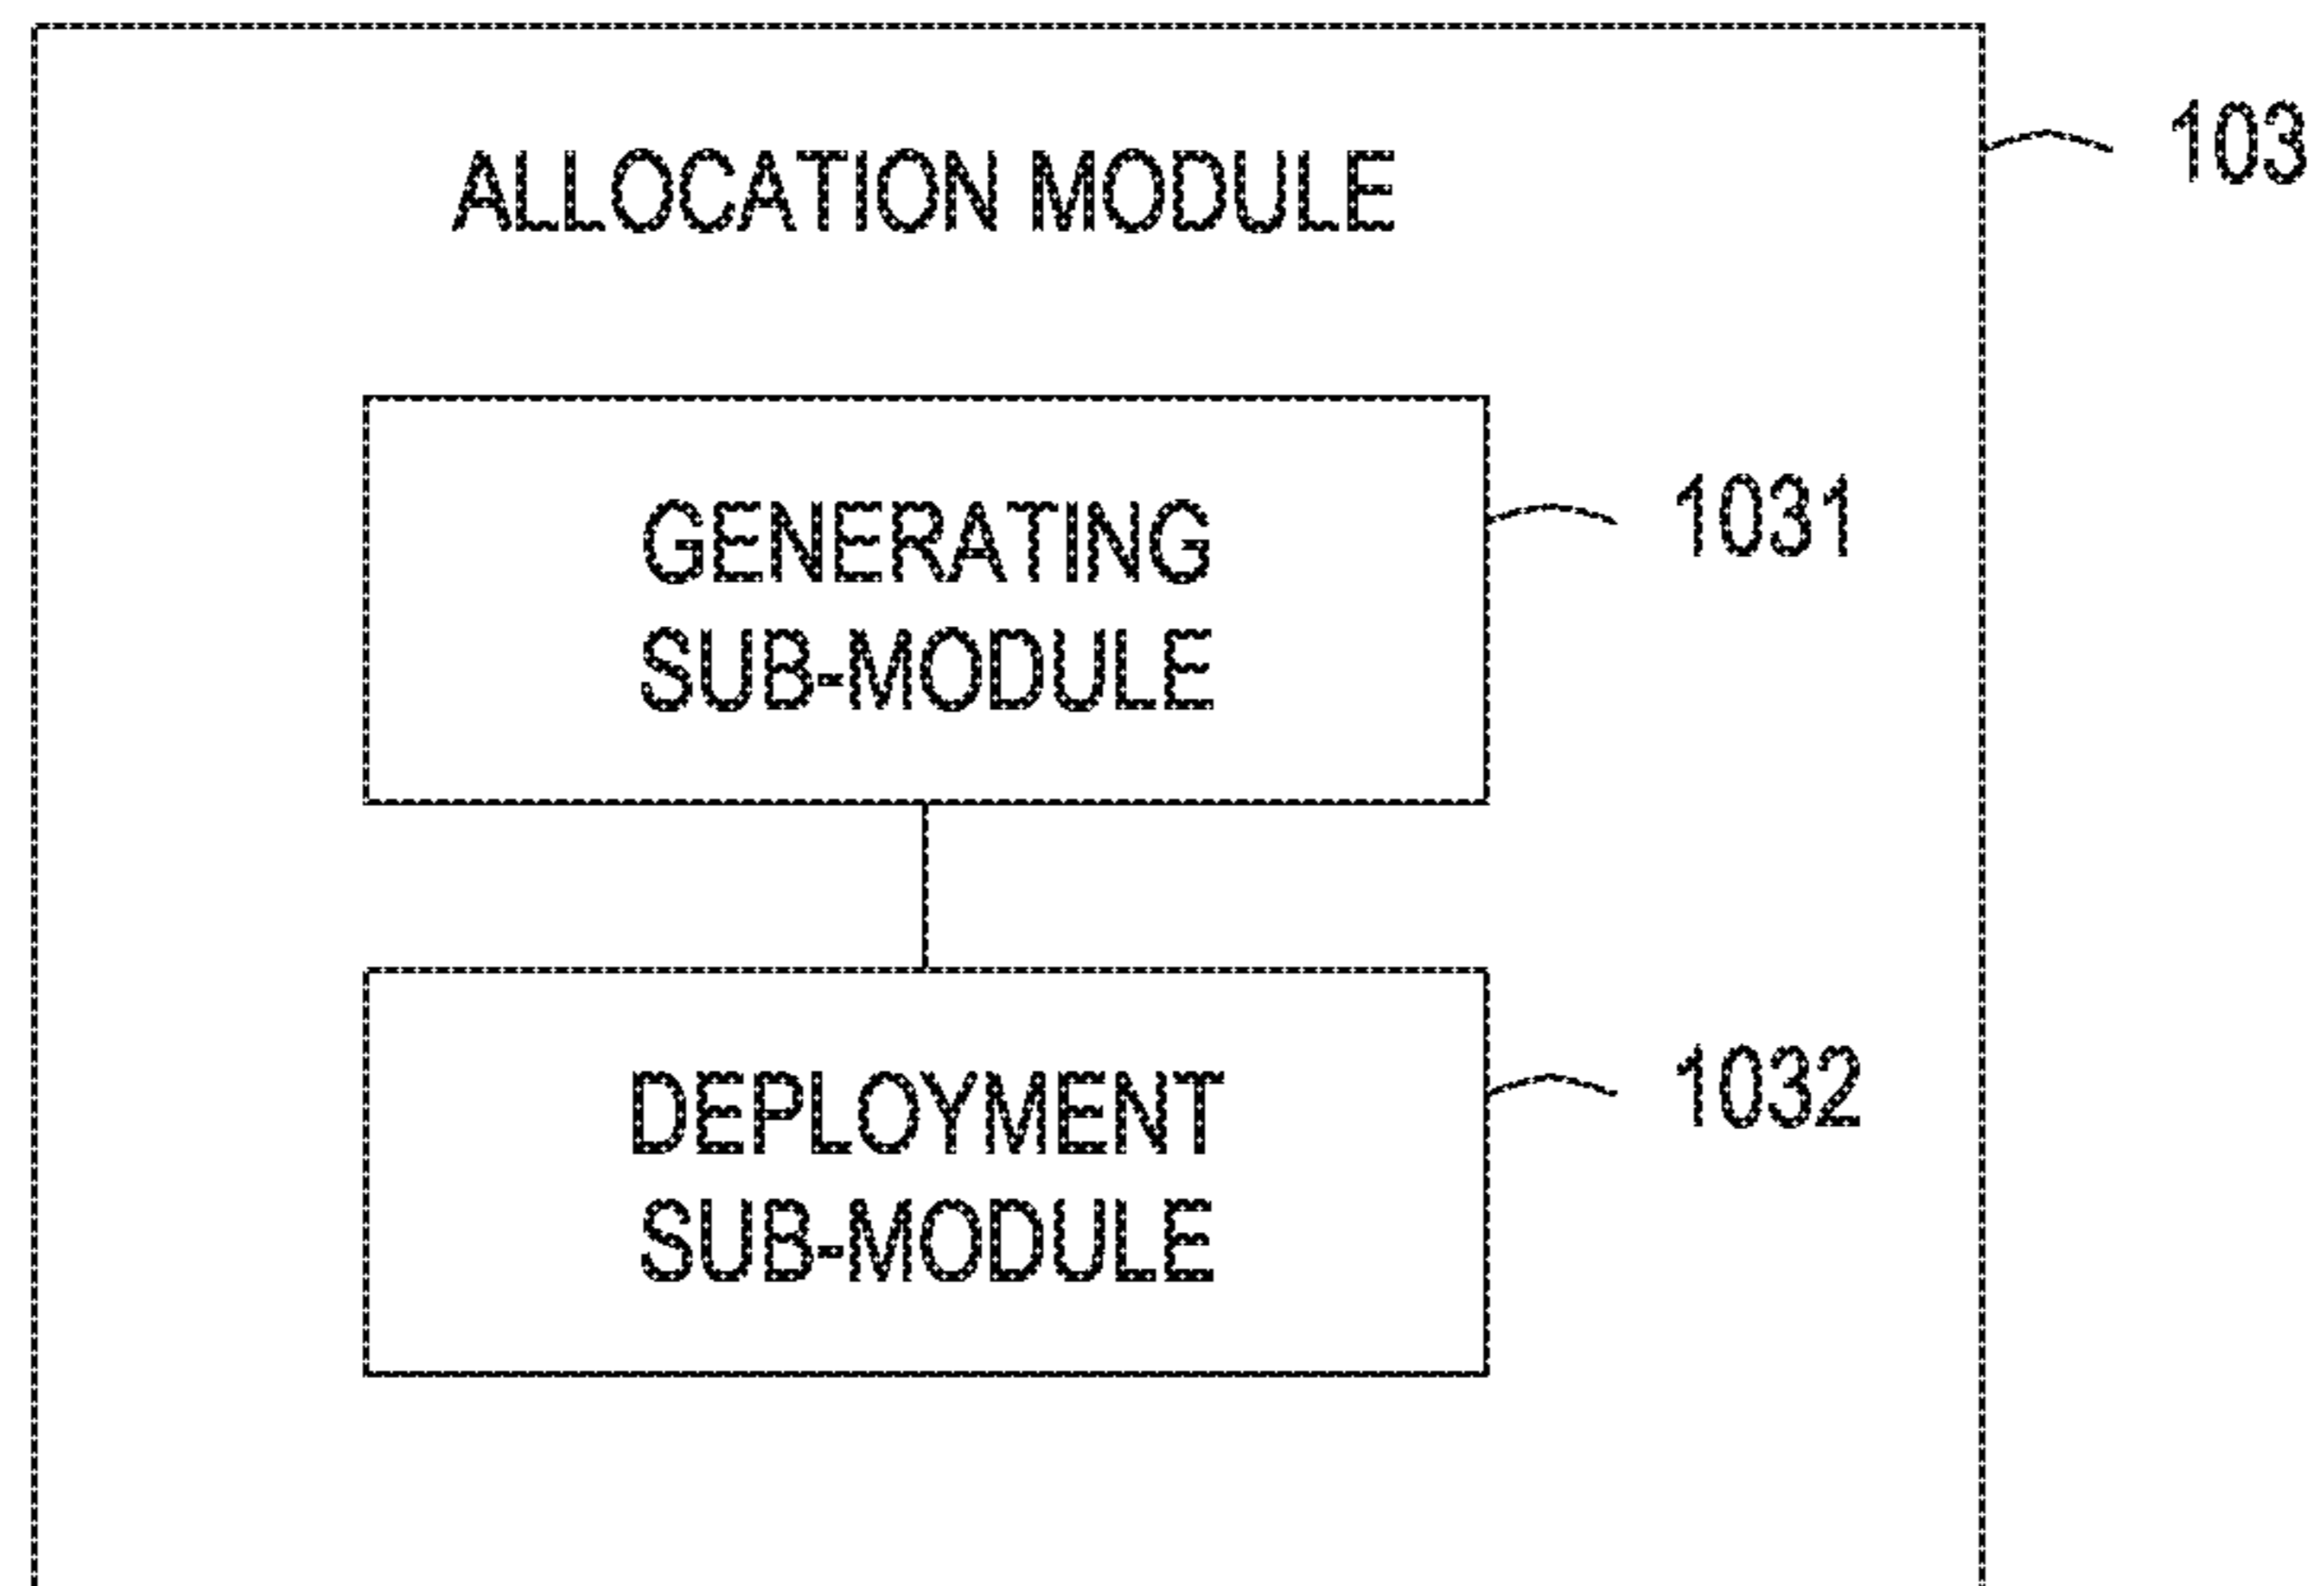 ALLOCATION MODULE
103
GENERATING
SUB-MODULE
1031
DEPLOYMENT
SUB-MODULE
1032